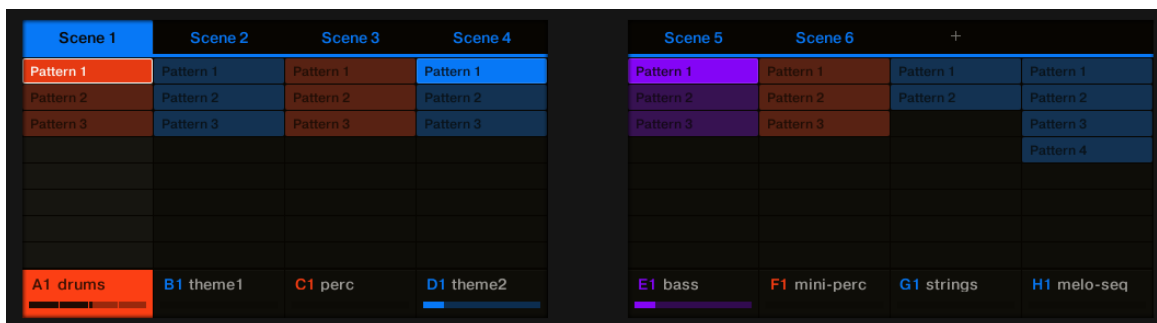 Scene 1 Scene 2 Scene 3 Scene 4 Scene 5 Scene 6 +
Pattern 1 Pattern 1 Pattern 1 Pattern 1 Pattern 1 Pattern 1 Pattern 1 Pattern 1
Pattern 2 Pattern 2 Pattern 2 Pattern 2 Pattern 2 Pattern 2 Pattern 2 Pattern 2
Pattern 3 Pattern 3 Pattern 3 Pattern 3 Pattern 3 Pattern 3 Pattern 3
Pattern 4
A1 drums B1 theme1 C1 perc D1 theme2 E1 bass F1 mini-perc G1 strings H1 melo-seq